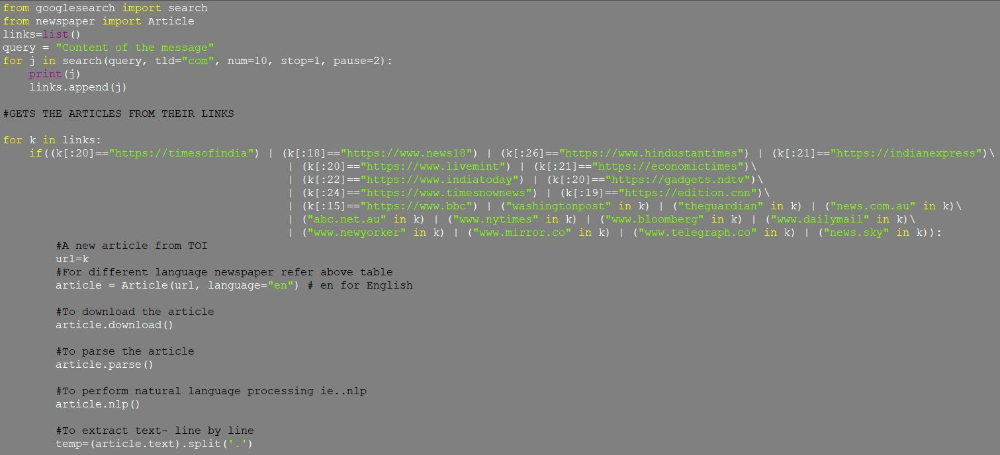 from googlesearch import search
from newspaper import Article
links=list()
query = "Content of the message"
for j in search(query, tld="com", num=10, stop=1, pause=2):
    print(j)
    links.append(j)

#GETS THE ARTICLES FROM THEIR LINKS

for k in links:
    if((k[:20]=="https://timesofindia") | (k[:18]=="https://www.news18") | (k[:26]=="https://www.hindustantimes") | (k[:21]=="https://indianexpress")\
                                           | (k[:20]=="https://www.livemint") | (k[:21]=="https://economictimes")\
                                           | (k[:22]=="https://www.indiatoday") | (k[:20]=="https://gadgets.ndtv")\
                                           | (k[:24]=="https://www.timesnownews") | (k[:19]=="https://edition.cnn")\
                                           | (k[:15]=="https://www.bbc") | ("washingtonpost" in k) | ("theguardian" in k) | ("news.com.au" in k)\
                                           | ("abc.net.au" in k) | ("www.nytimes" in k) | ("www.bloomberg" in k) | ("www.dailymail" in k)\
                                           | ("www.newyorker" in k) | ("www.mirror.co" in k) | ("www.telegraph.co" in k) | ("news.sky" in k)):
        #A new article from TOI
        url=k
        #For different language newspaper refer above table
        article = Article(url, language="en") # en for English

        #To download the article
        article.download()

        #To parse the article
        article.parse()

        #To perform natural language processing ie..nlp
        article.nlp()

        #To extract text- line by line
        temp=(article.text).split('.')